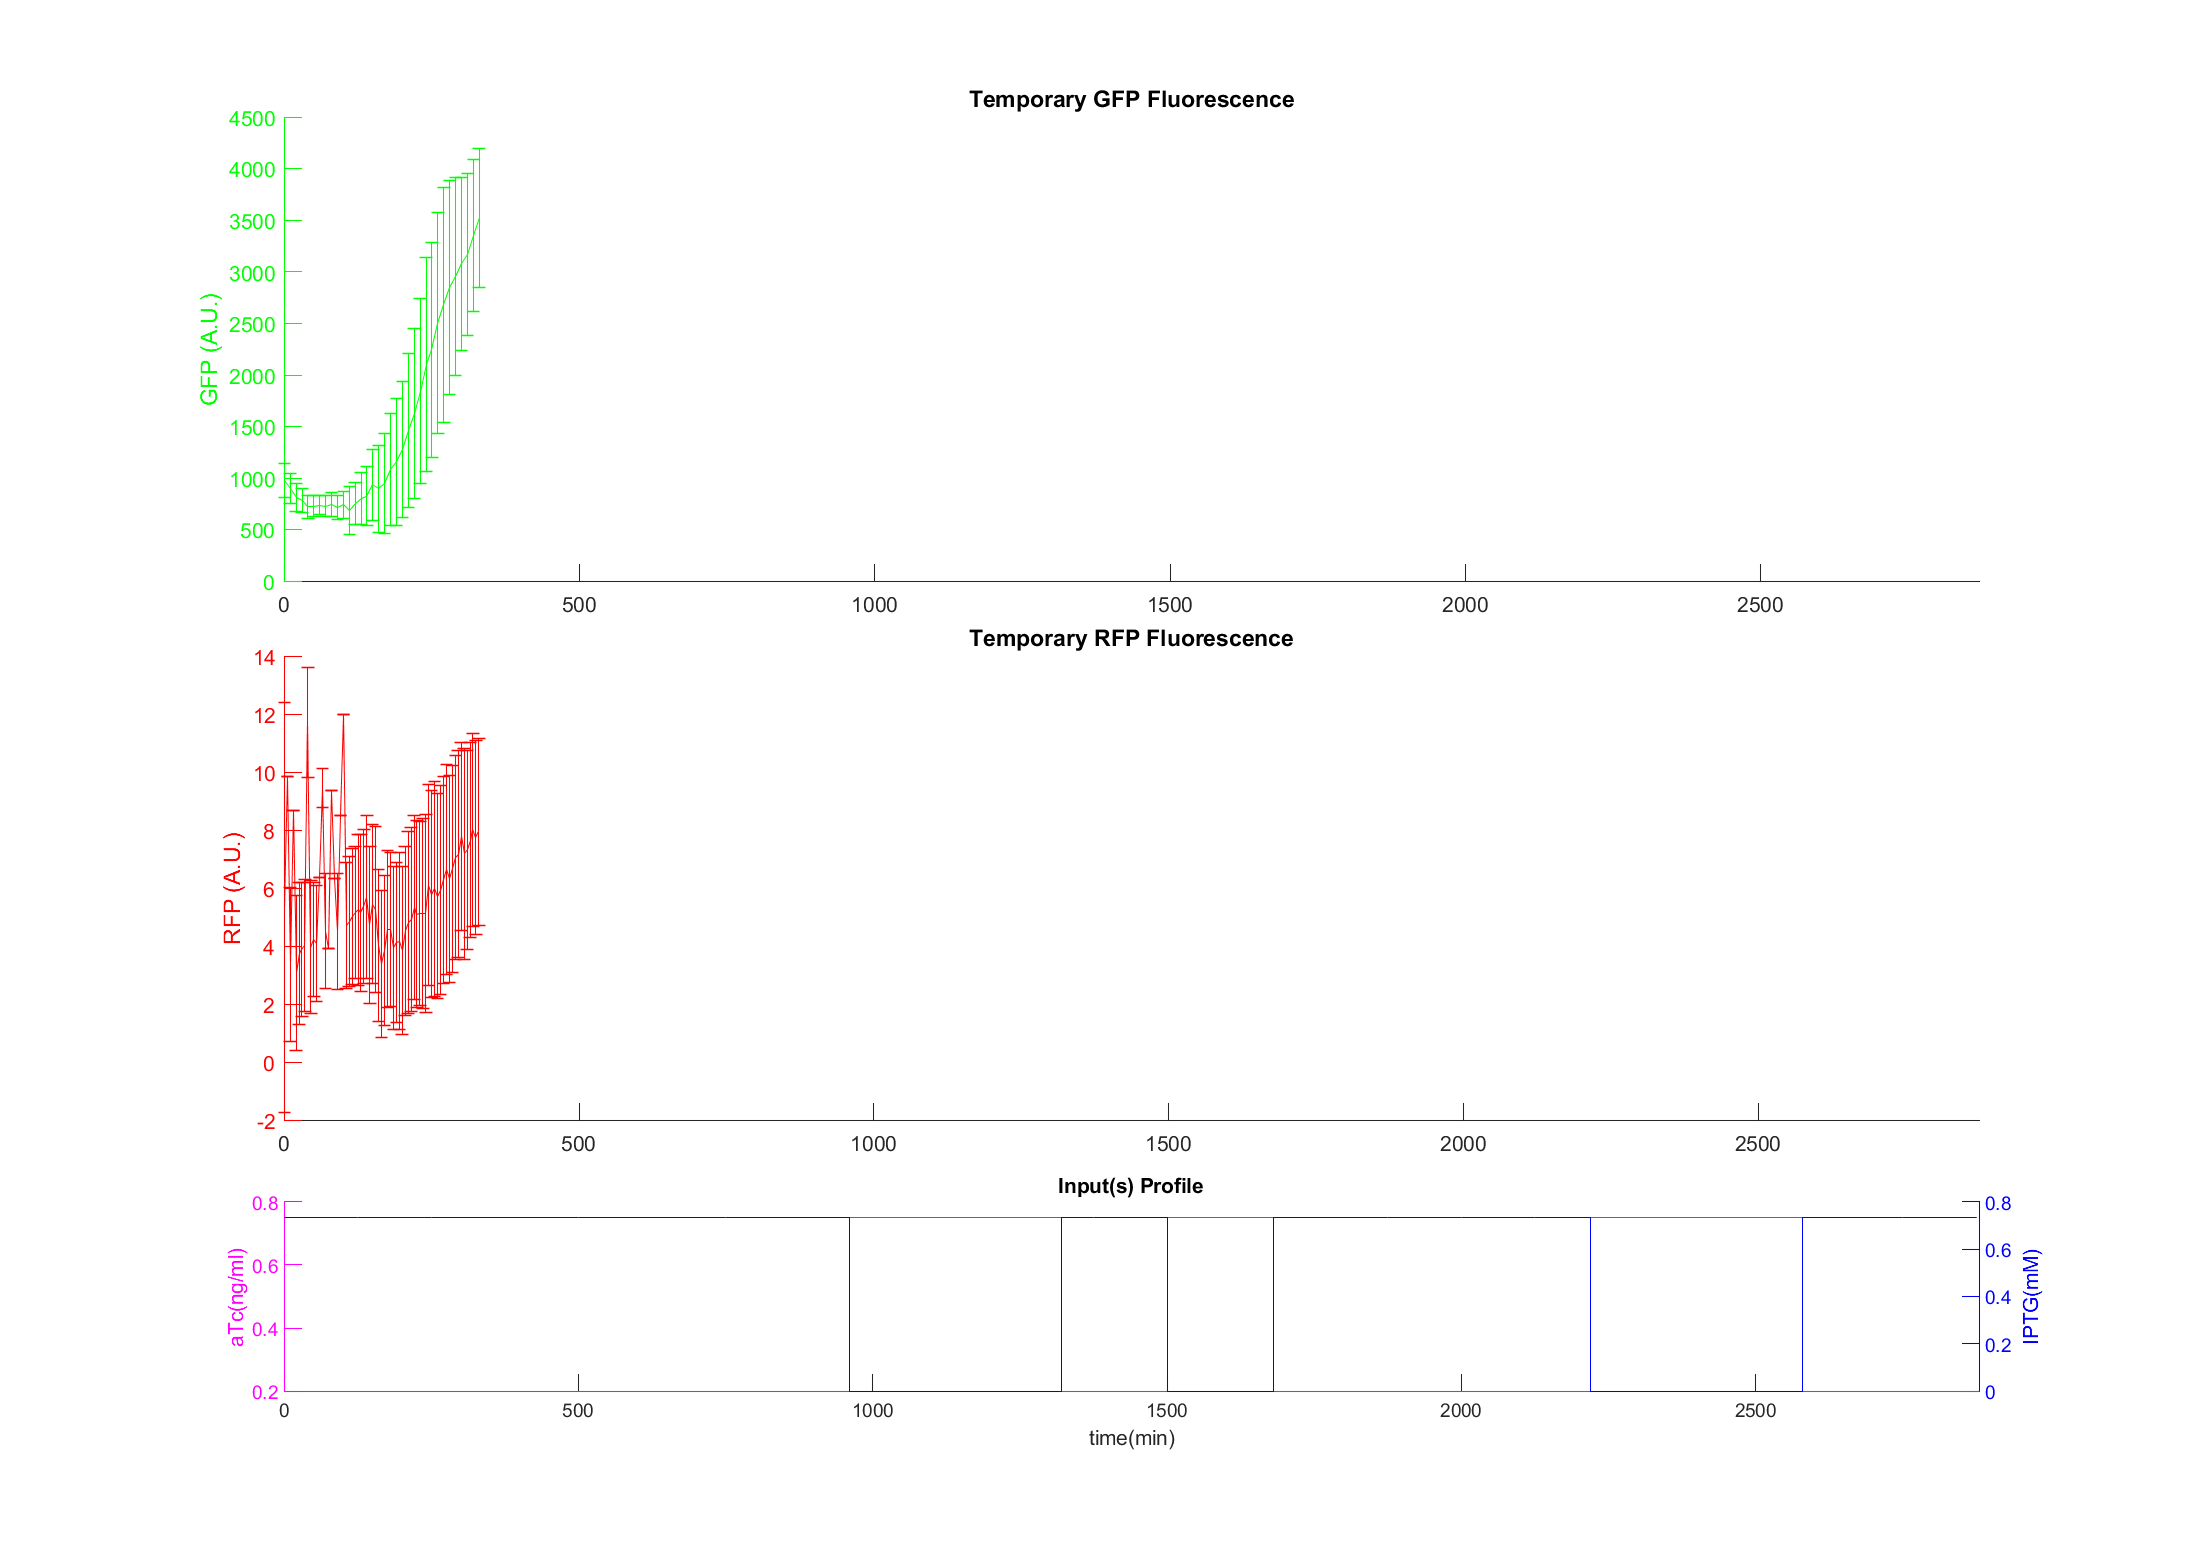 Temporary GFP Fluorescence
4500
4000
3500
3000
2500
2000
1500
1000
500
0
GFP (A.U.)
0 500 1000 1500 2000 2500
Temporary RFP Fluorescence
14
12
10
8
6
4
2
0
-2
RFP (A.U.)
0 500 1000 1500 2000 2500
Input(s) Profile
0.8
0.6
0.4
0.2
aTc(ng/ml)
0.8
0.6
0.4
0.2
0
IPTG(mM)
0 500 1000 1500 2000 2500
time(min)